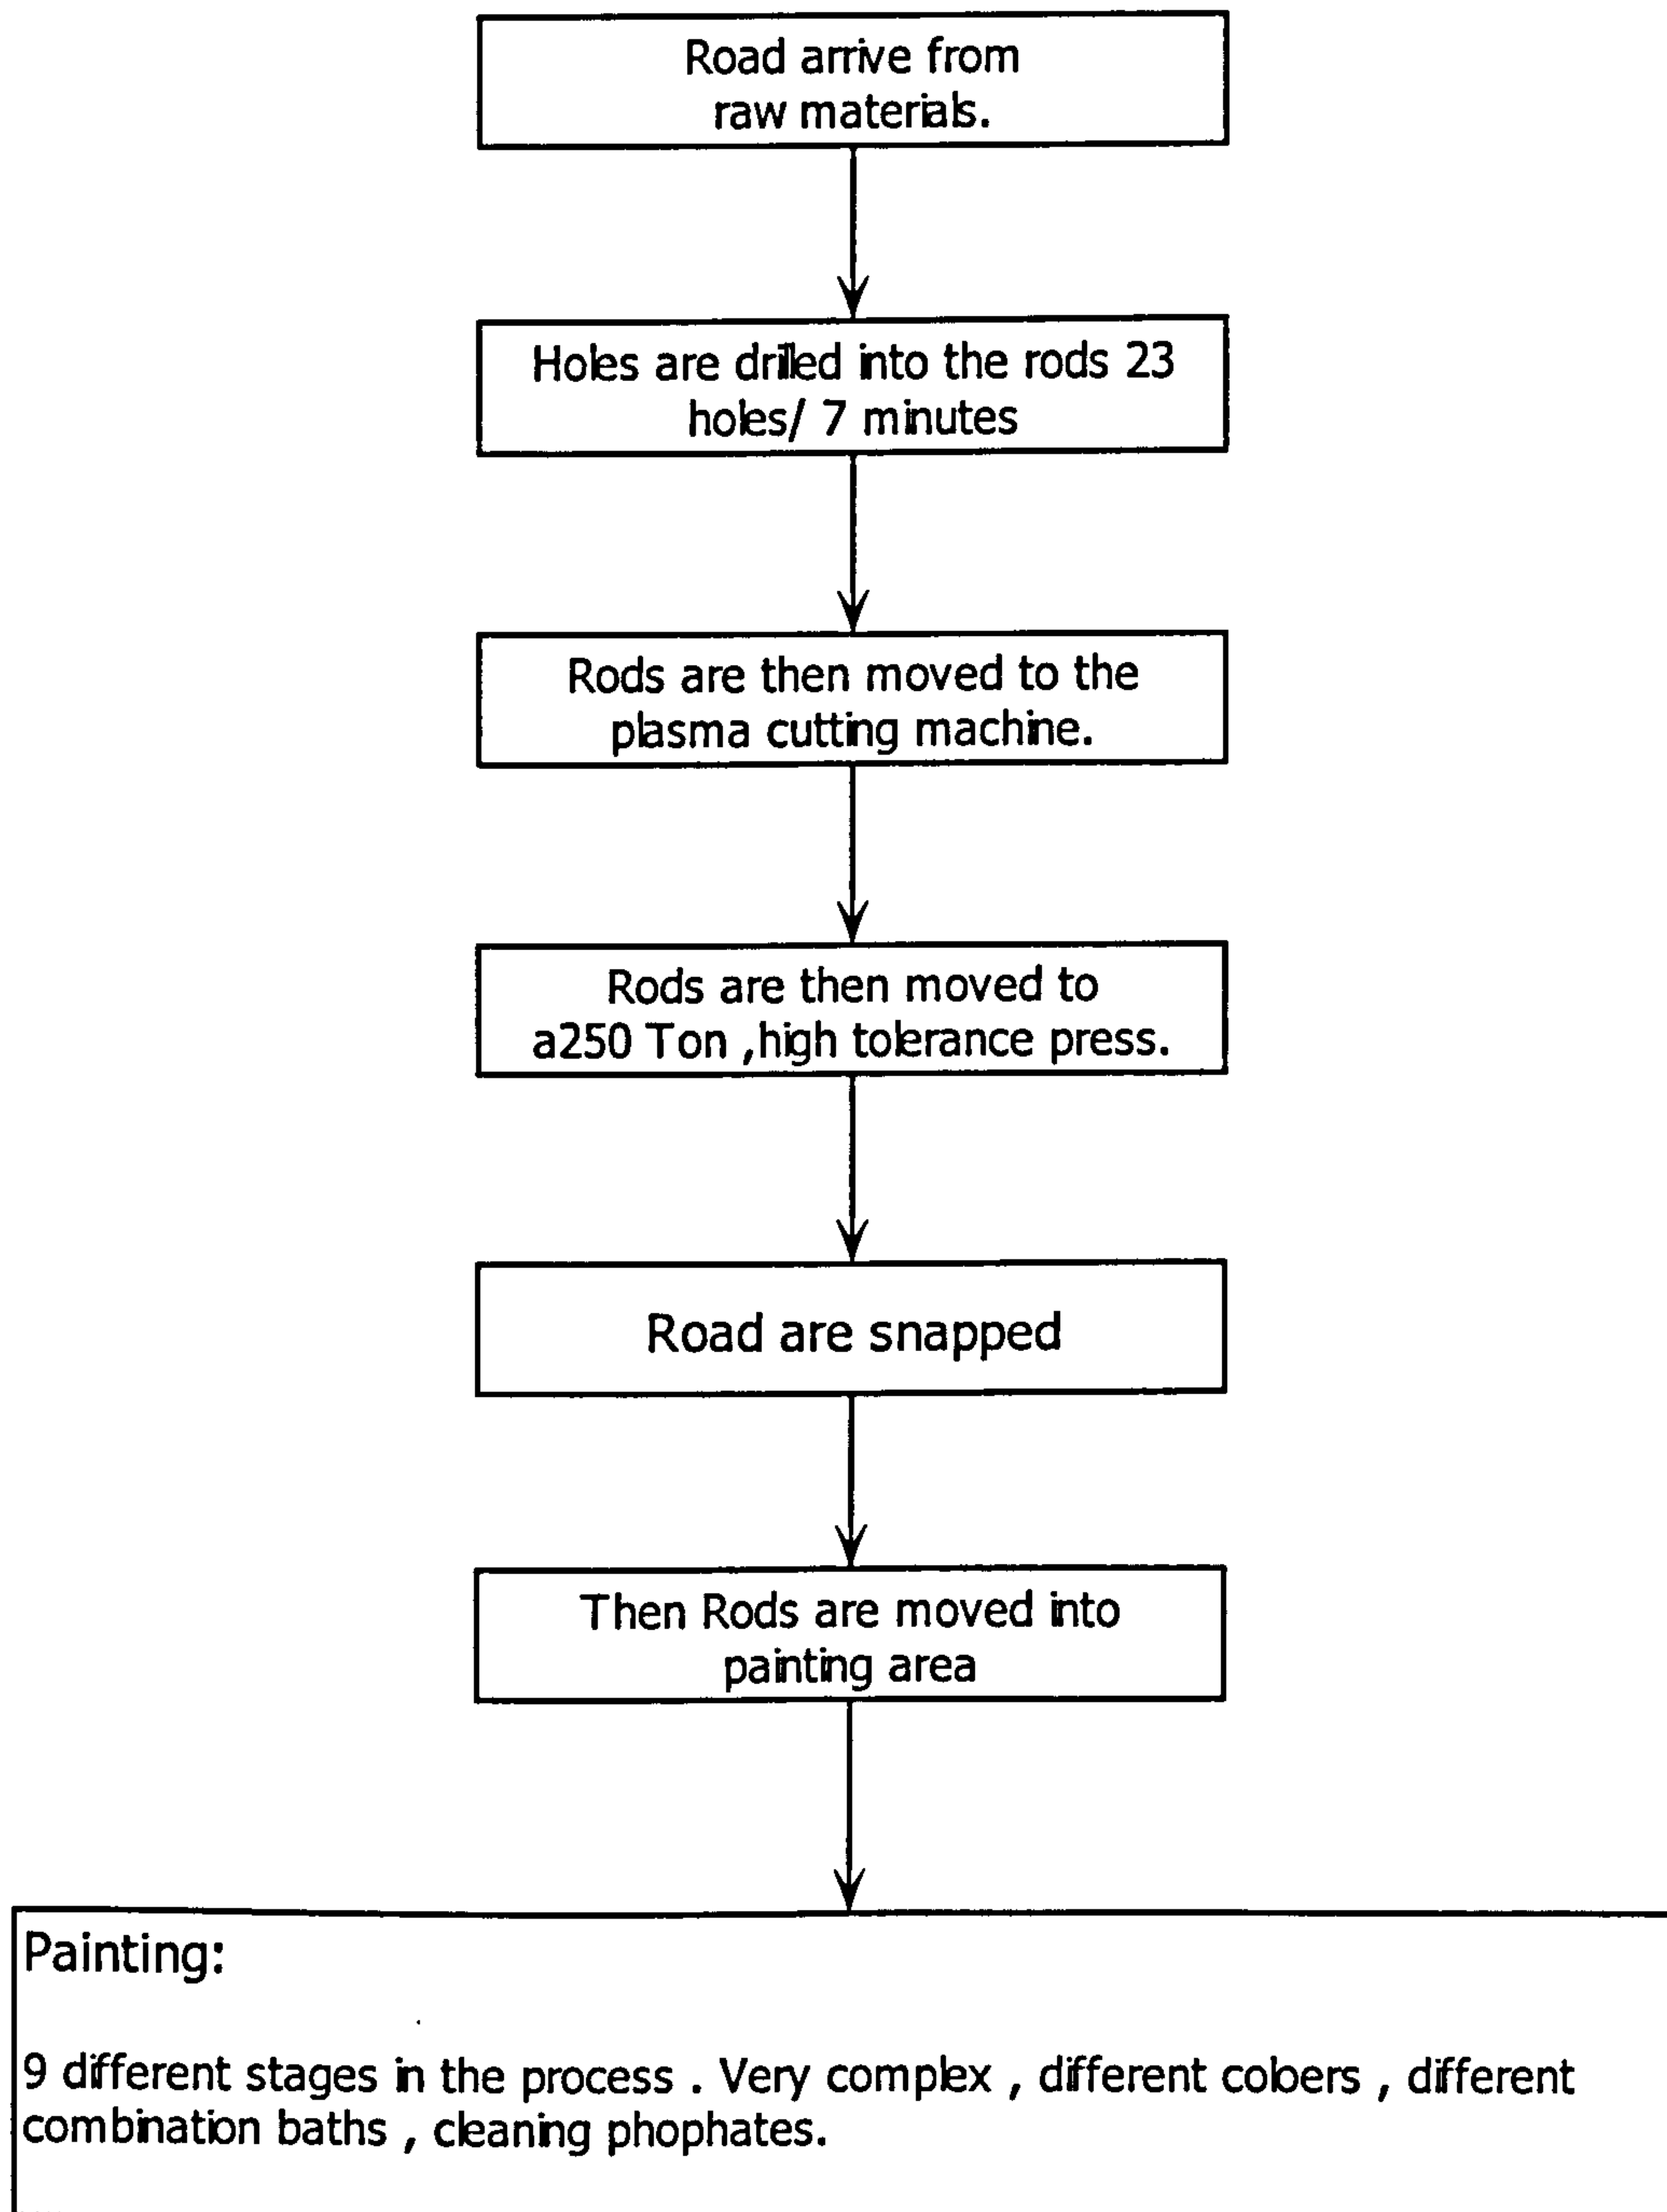 Road arrive from
raw materials.
Holes are drilled into the rods 23
holes/ 7 minutes
Rods are then moved to the
plasma cutting machine.
Rods are then moved to
a250 Ton ,high tolerance press.
Road are snapped
Then Rods are moved into
painting area
Painting:
9 different stages in the process . Very complex , different coloers , different
combination baths , cleaning phophates.